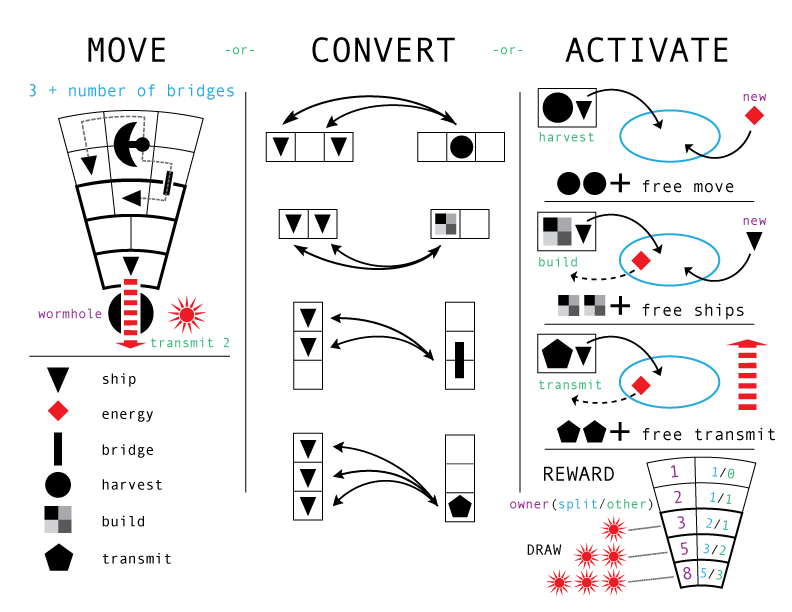 MOVE -or- CONVERT -or- ACTIVATE
3 + number of bridges
wormhole
transmit 2
ship
energy
bridge
harvest
build
transmit
new
harvest
+ free move
new
build
+ free ships
transmit
+ free transmit
REWARD
owner(split/other)
DRAW
1 1/0
2 1/1
3 2/1
5 3/2
8 5/3